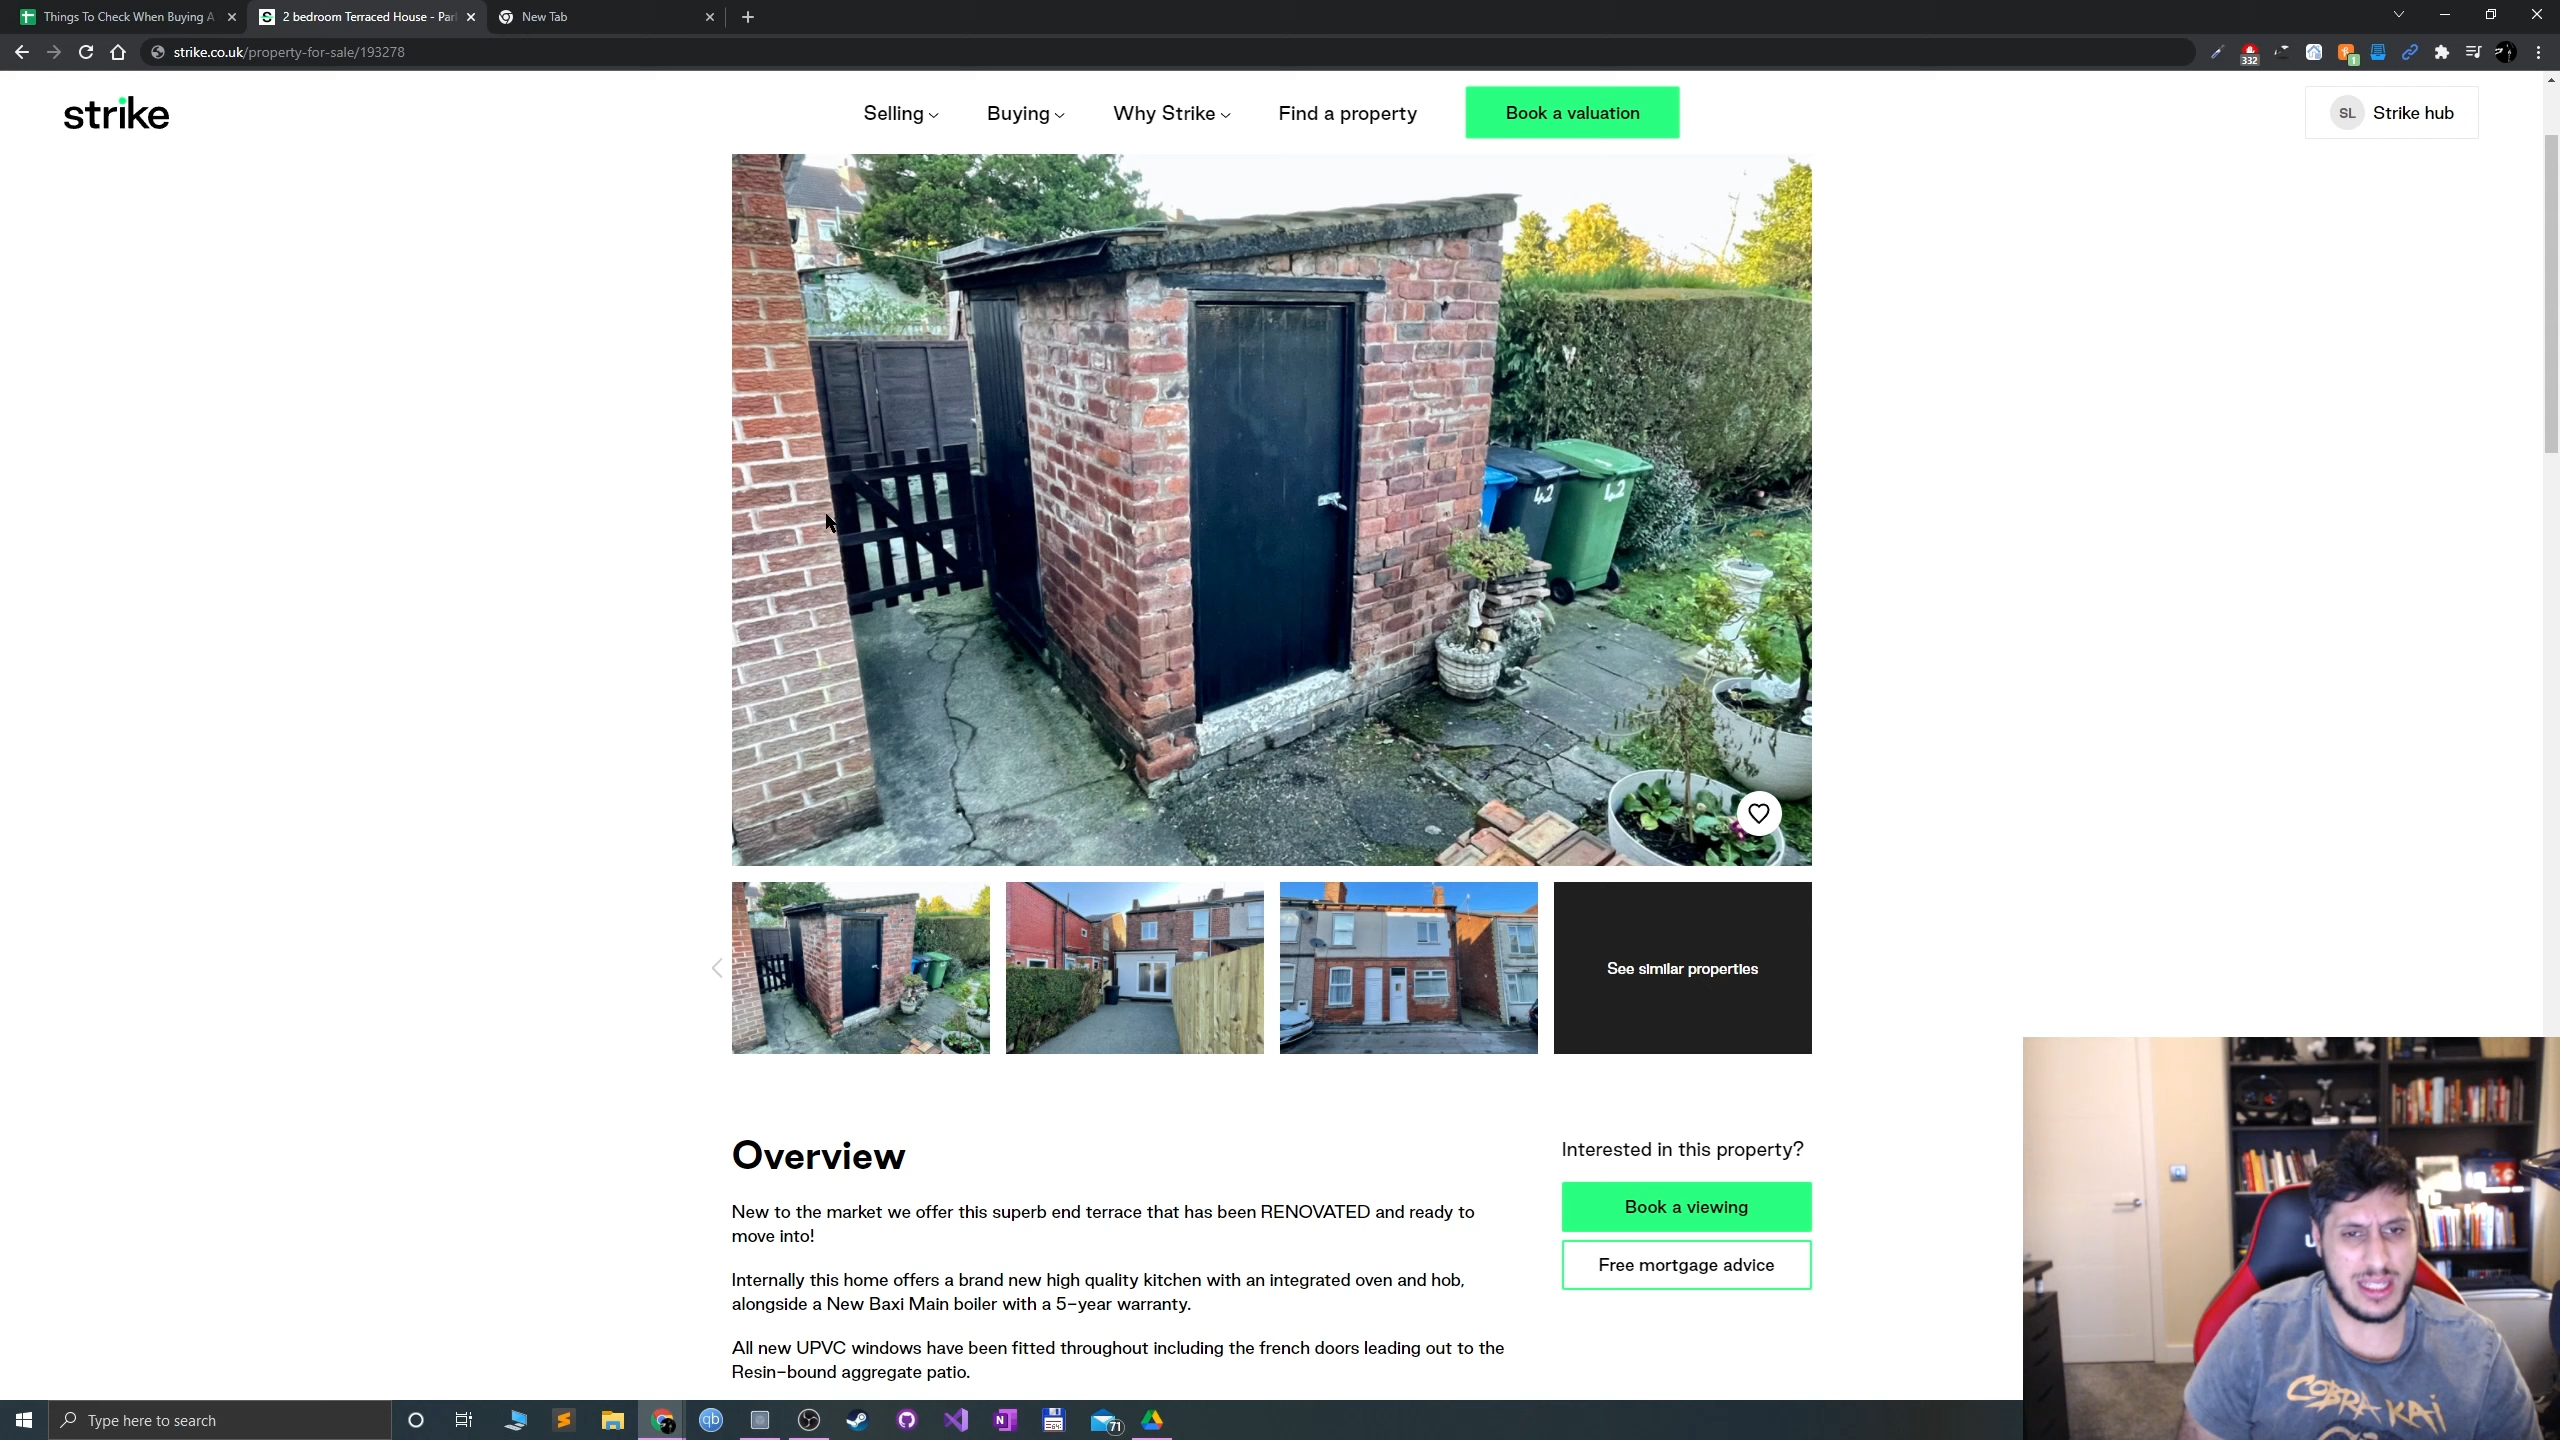 Things To Check When Buying A
2 bedroom Terraced House - Par
New Tab
strike.co.uk/property-for-sale/193278
332
1
strike
Selling
Buying
Why Strike
Find a property
Book a valuation
SL
Strike hub
42
42
See similar properties
Overview
Interested in this property?
New to the market we offer this superb end terrace that has been RENOVATED and ready to
move into!
Book a viewing
Free mortgage advice
Internally this home offers a brand new high quality kitchen with an integrated oven and hob,
alongside a New Baxi Main boiler with a 5-year warranty.
All new UPVC windows have been fitted throughout including the french doors leading out to the
Resin-bound aggregate patio.
COBRA KAI
Type here to search
qb
N
71